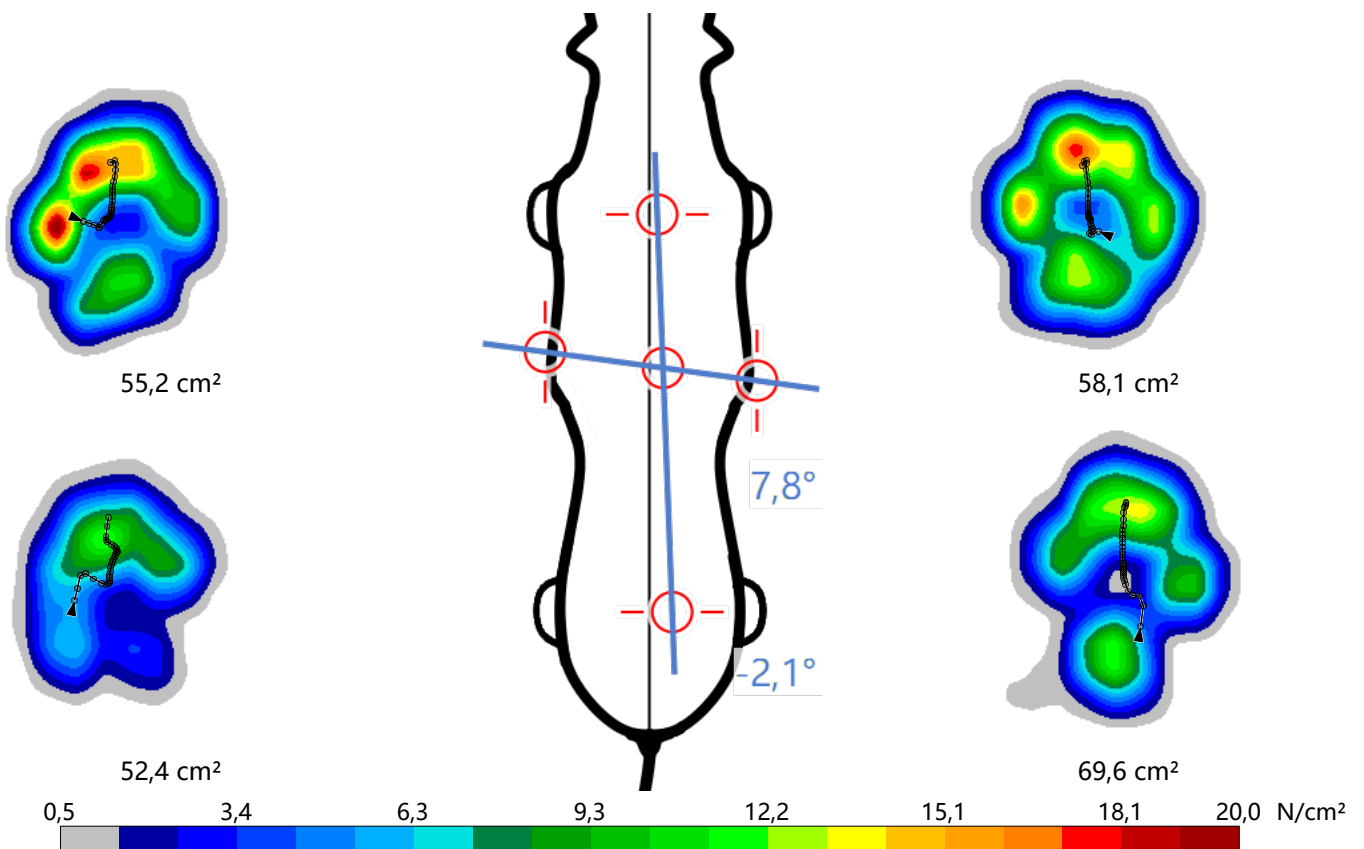 55,2 cm²
58,1 cm²
7,8°
-2,1°
52,4 cm²
69,6 cm²
0,5 3,4 6,3 9,3 12,2 15,1 18,1 20,0 N/cm²